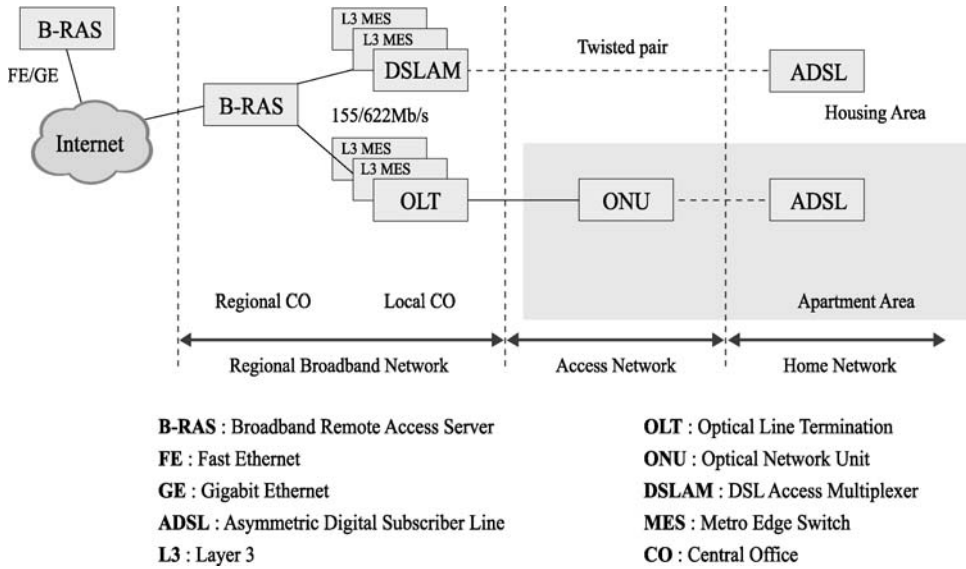 B-RAS
FE/GE
Internet
B-RAS
L3 MES
L3 MES
DSLAM
Twisted pair
ADSL
Housing Area
155/622Mb/s
L3 MES
L3 MES
OLT
ONU
ADSL
Regional CO
Local CO
Apartment Area
Regional Broadband Network
Access Network
Home Network
B-RAS : Broadband Remote Access Server
FE : Fast Ethernet
GE : Gigabit Ethernet
ADSL : Asymmetric Digital Subscriber Line
L3 : Layer 3
OLT : Optical Line Termination
ONU : Optical Network Unit
DSLAM : DSL Access Multiplexer
MES : Metro Edge Switch
CO : Central Office